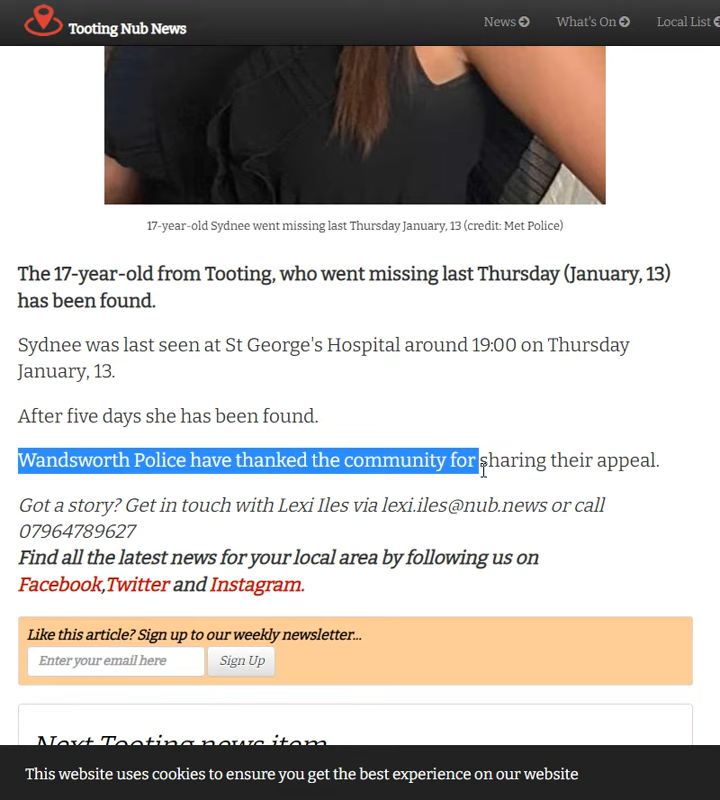 Tooting Nub News
News
What's On
Local List
17-year-old Sydnee went missing last Thursday January, 13 (credit: Met Police)
The 17-year-old from Tooting, who went missing last Thursday (January, 13)
has been found.
Sydnee was last seen at St George's Hospital around 19:00 on Thursday
January, 13.
After five days she has been found.
Wandsworth Police have thanked the community for sharing their appeal.
Got a story? Get in touch with Lexi Iles via lexi.iles@nub.news or call
07964789627
Find all the latest news for your local area by following us on
Facebook,Twitter and Instagram.
Like this article? Sign up to our weekly newsletter...
Enter your email here
Sign Up
Next Tooting news item
This website uses cookies to ensure you get the best experience on our website